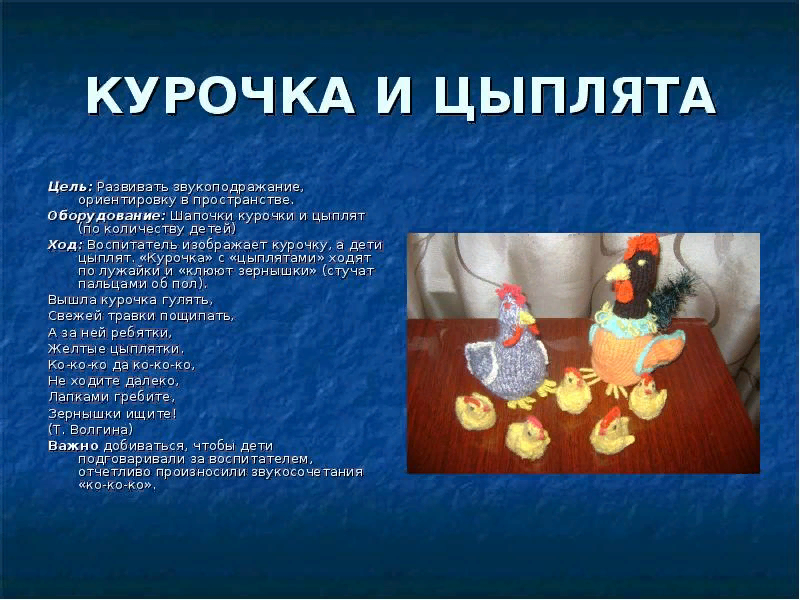 КУРОЧКА И ЦЫПЛЯТА
Цель: Развивать звукоподражание,
ориентировку в пространстве.
Оборудование: Шапочки курочки и цыплят
(по количеству детей)
Ход: Воспитатель изображает курочку, а дети
цыплят. «Курочка» с «цыплятами» ходят
по лужайки и «клюют зернышки» (стучат
пальцами об пол).
Вышла курочка гулять,
Свежей травки пощипать,
А за ней ребятки,
Желтые цыплятки.
Ко-ко-ко да ко-ко-ко,
Не ходите далеко,
Лапками гребите,
Зернышки ищите!
(Т. Волгина)
Важно добиваться, чтобы дети
подговаривали за воспитателем,
отчетливо произносили звукосочетания
«ко-ко-ко».